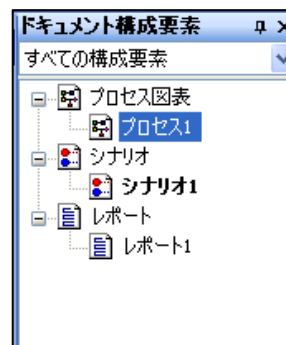 ドキュメント構成要素
すべての構成要素
プロセス図表
プロセス1
シナリオ
シナリオ1
レポート
レポート1